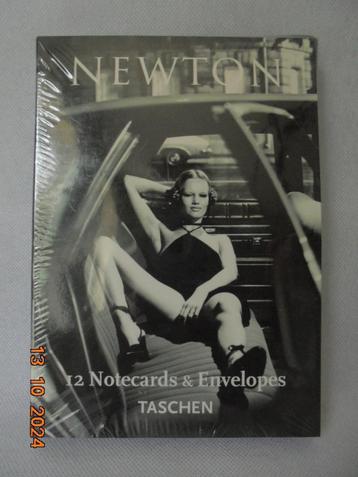 NEWTON
12 Notecards & Envelopes
TASCHEN
13 10 2024